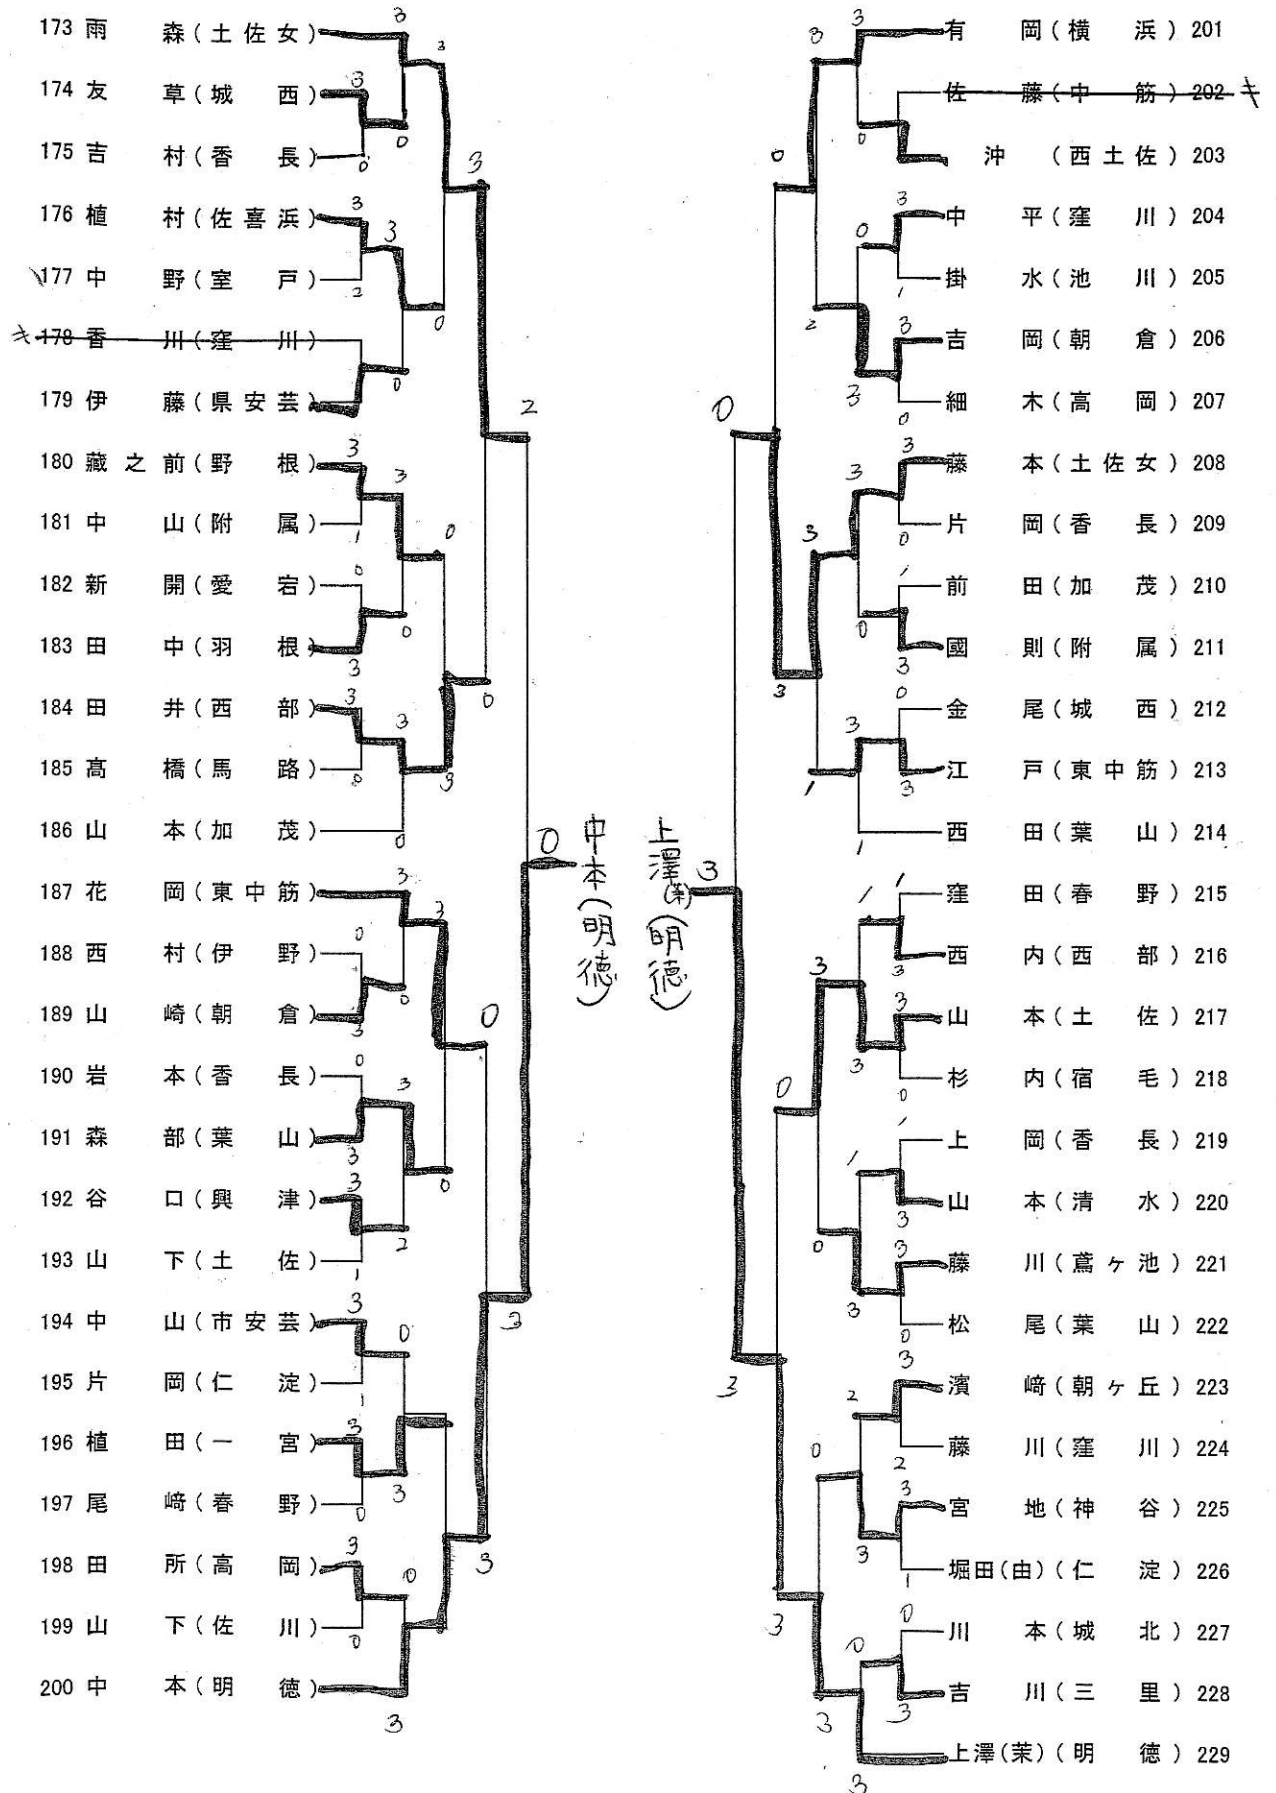 173 雨 森(土佐女)
174 友 草(城 西)
175 吉 村(香 長)
176 植 村(佐喜浜)
177 中 野(室 戸)
キ 178 香 川(窪 川)
179 伊 藤(県安芸)
180 藏之前(野 根)
181 中 山(附 属)
182 新 開(愛 宕)
183 田 中(羽 根)
184 田 井(西 部)
185 髙 橋(馬 路)
186 山 本(加 茂)
187 花 岡(東中筋)
188 西 村(伊 野)
189 山 崎(朝 倉)
190 岩 本(香 長)
191 森 部(葉 山)
192 谷 口(興 津)
193 山 下(土 佐)
194 中 山(市安芸)
195 片 岡(仁 淀)
196 植 田(一 宮)
197 尾 﨑(春 野)
198 田 所(高 岡)
199 山 下(佐 川)
200 中 本(明 徳)
中本(明徳)
上澤(茉)(明徳)
有 岡(横 浜) 201
佐 藤(中 筋) 202 キ
沖 (西土佐) 203
中 平(窪 川) 204
掛 水(池 川) 205
吉 岡(朝 倉) 206
細 木(高 岡) 207
藤 本(土佐女) 208
片 岡(香 長) 209
前 田(加 茂) 210
國 則(附 属) 211
金 尾(城 西) 212
江 戸(東中筋) 213
西 田(葉 山) 214
窪 田(春 野) 215
西 内(西 部) 216
山 本(土 佐) 217
杉 内(宿 毛) 218
上 岡(香 長) 219
山 本(清 水) 220
藤 川(鳶ヶ池) 221
松 尾(葉 山) 222
濱 﨑(朝ヶ丘) 223
藤 川(窪 川) 224
宮 地(神 谷) 225
堀田(由)(仁 淀) 226
川 本(城 北) 227
吉 川(三 里) 228
上澤(茉)(明 徳) 229